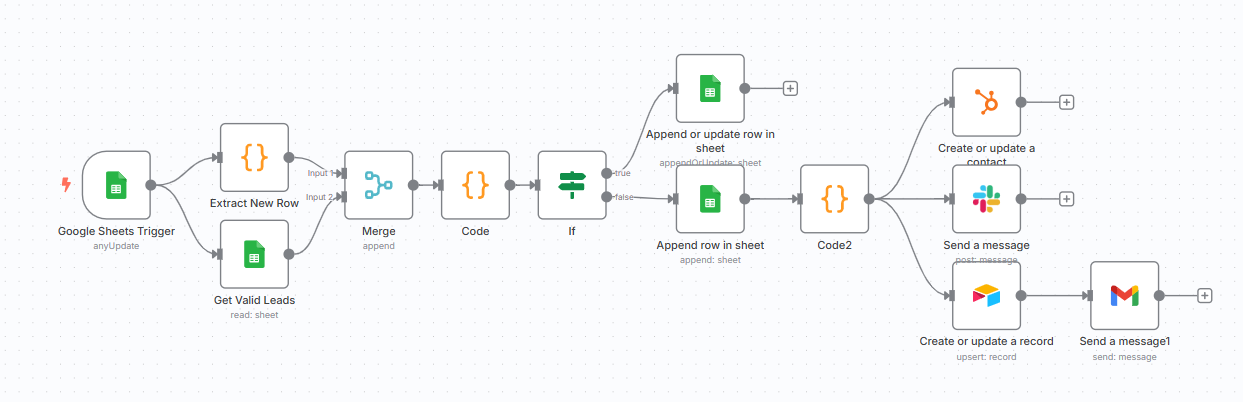 Google Sheets Trigger
anyUpdate
Extract New Row
Get Valid Leads
read: sheet
Input 1
Input 2
Merge
append
Code
If
true
false
Append or update row in
sheet
appendOrUpdate: sheet
Append row in sheet
append: sheet
Code2
Create or update a
contact
Send a message
post: message
Create or update a record
upsert: record
Send a message1
send: message